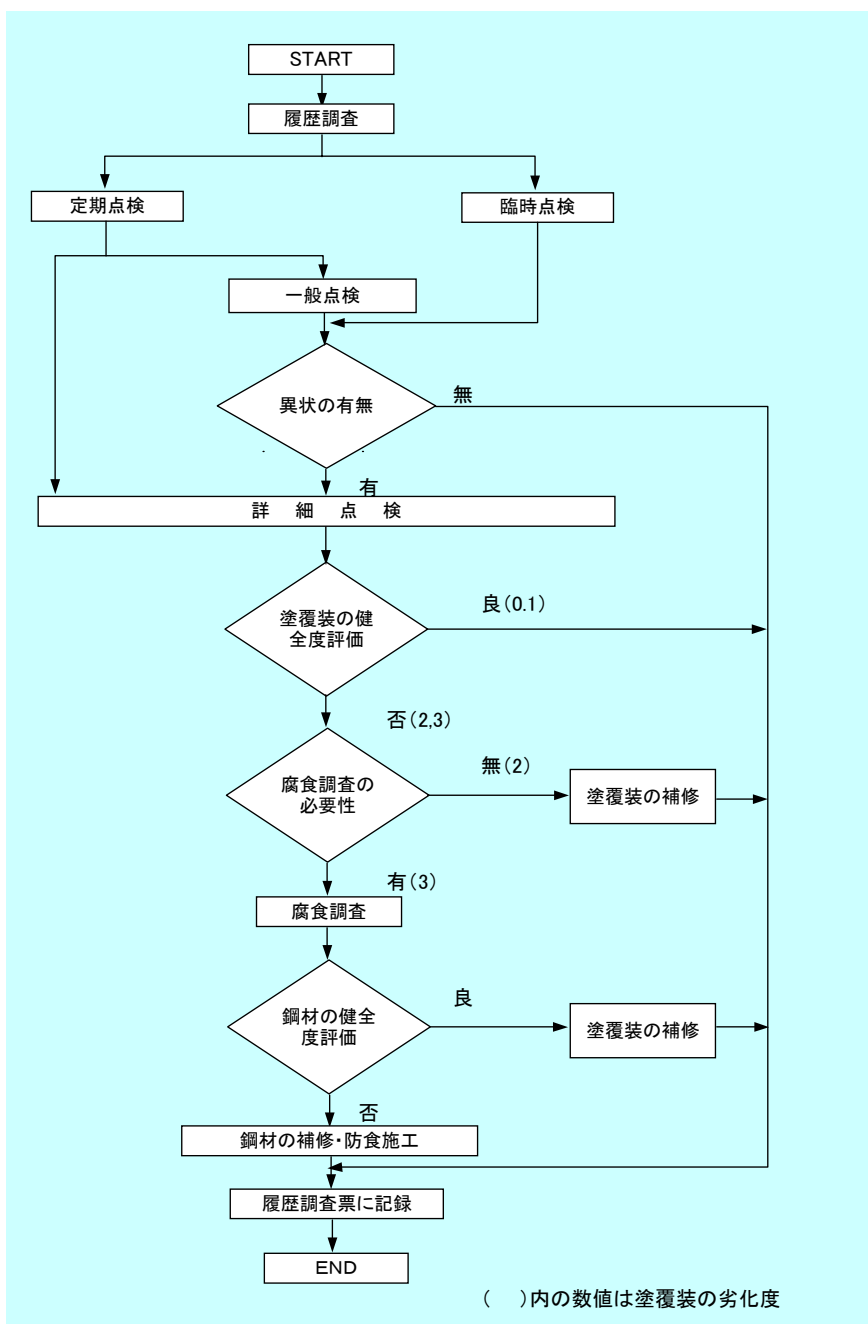 START
履歴調査
定期点検
臨時点検
一般点検
異状の有無
無
有
詳 細 点 検
塗覆装の健
全度評価
良(0.1)
否(2,3)
腐食調査の
必要性
無(2)
塗覆装の補修
有(3)
腐食調査
鋼材の健全
度評価
良
塗覆装の補修
否
鋼材の補修・防食施工
履歴調査票に記録
END
( )内の数値は塗覆装の劣化度